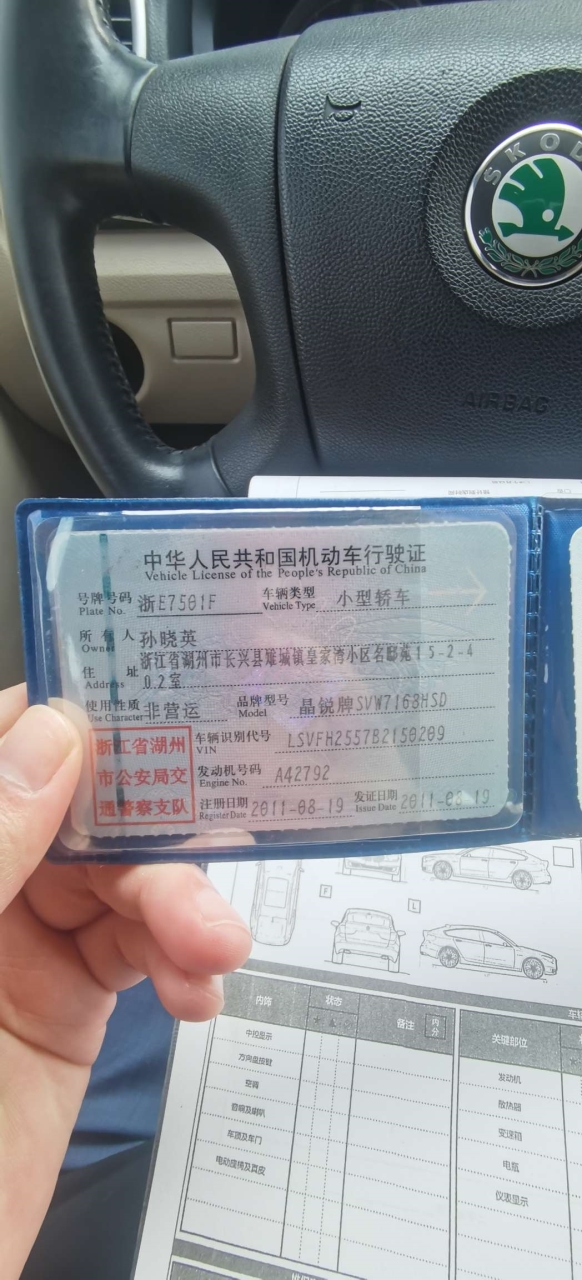 SKOD
AIRBAG
中华人民共和国机动车行驶证
Vehicle License of the People's Republic of China
号牌号码 浙E7501F 车辆类型 小型轿车
Plate No. Vehicle Type
所有人 孙晓英
Owner
浙江省湖州市长兴县雉城镇皇家湾小区名邸苑15-2-4
住址 02室
Address
使用性质 非营运 品牌型号 晶锐牌SVW7163HSD
Use Character Model
浙江省湖州
市公安局交
通警察支队
车辆识别代号 LSVFH2557B2150209
VIN
发动机号码 A42792
Engine No.
注册日期 2011-08-19 发证日期 2011-08-19
Register Date Issue Date
F
L
内饰 状态 备注 内分
中控显示
方向盘按键
空调
音响及喇叭
车顶及车门
电动座椅及真皮
关键部位
发动机
散热器
变速箱
电瓶
仪表显示